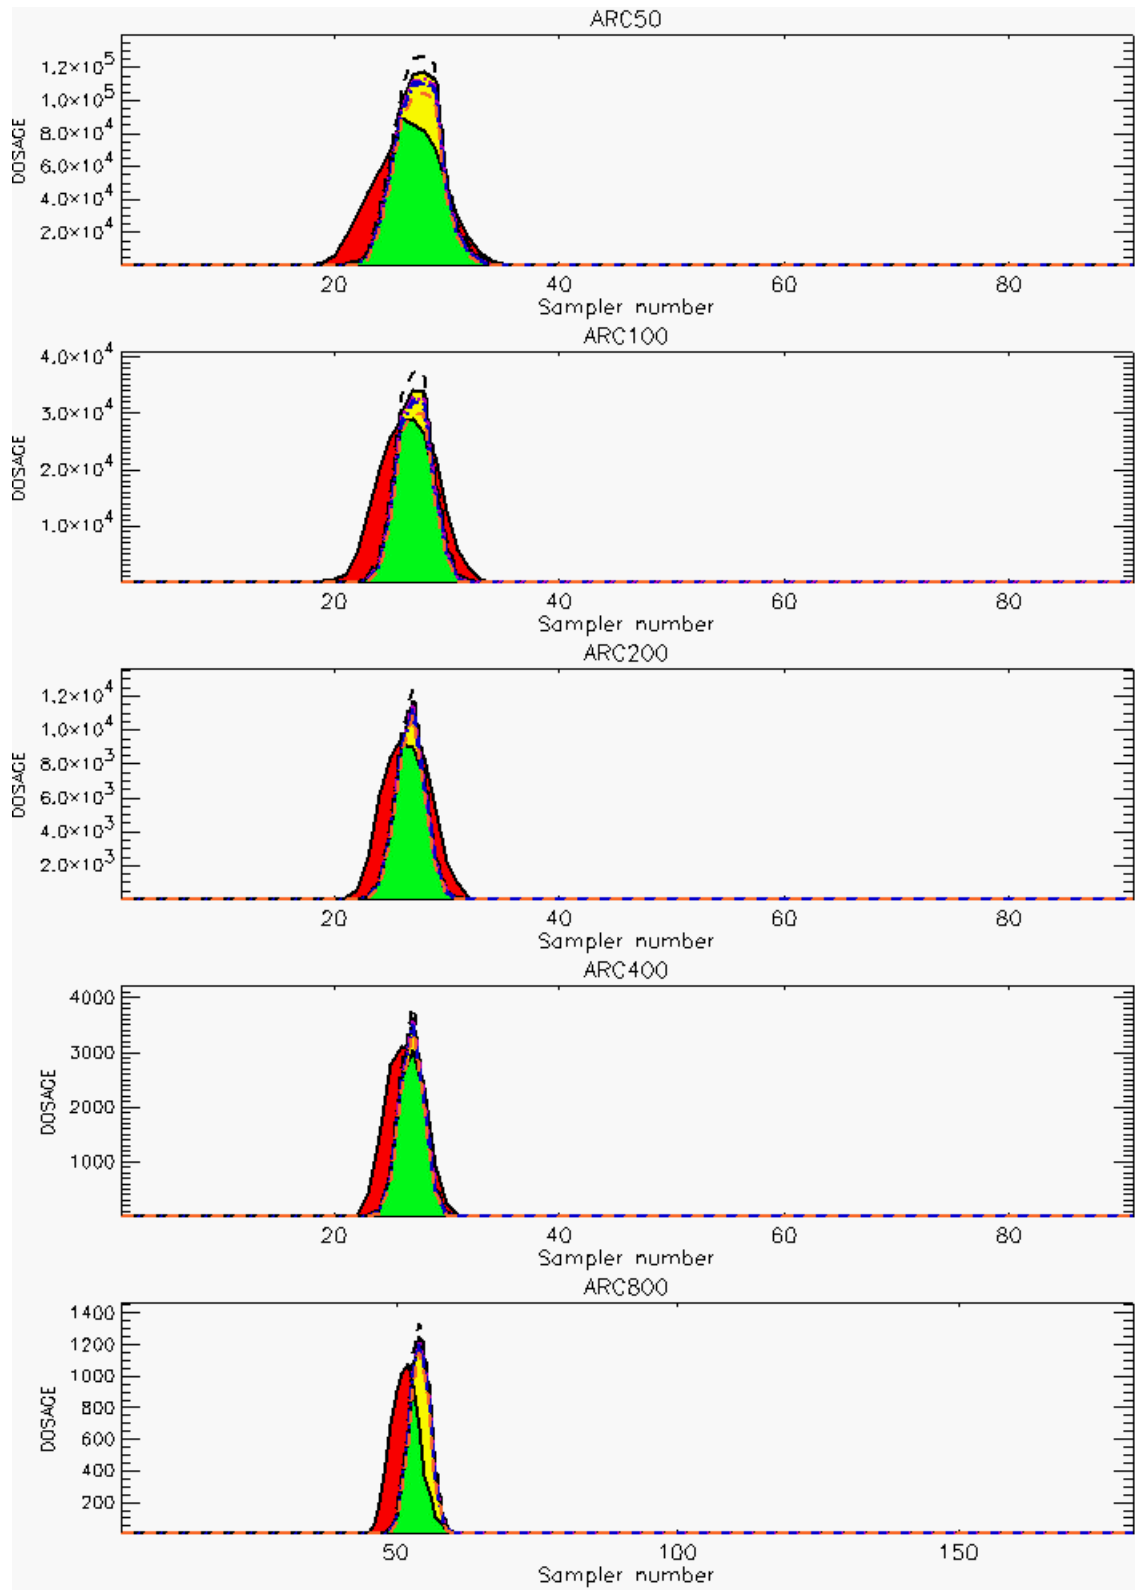 ARC50
1.2×10^5
1.0×10^5
8.0×10^4
6.0×10^4
4.0×10^4
2.0×10^4
DOSAGE
20 40 60 80
Sampler number
ARC100
4.0×10^4
3.0×10^4
2.0×10^4
1.0×10^4
DOSAGE
20 40 60 80
Sampler number
ARC200
1.2×10^4
1.0×10^4
8.0×10^3
6.0×10^3
4.0×10^3
2.0×10^3
DOSAGE
20 40 60 80
Sampler number
ARC400
4000
3000
2000
1000
DOSAGE
20 40 60 80
Sampler number
ARC800
1400
1200
1000
800
600
400
200
DOSAGE
50 100 150
Sampler number